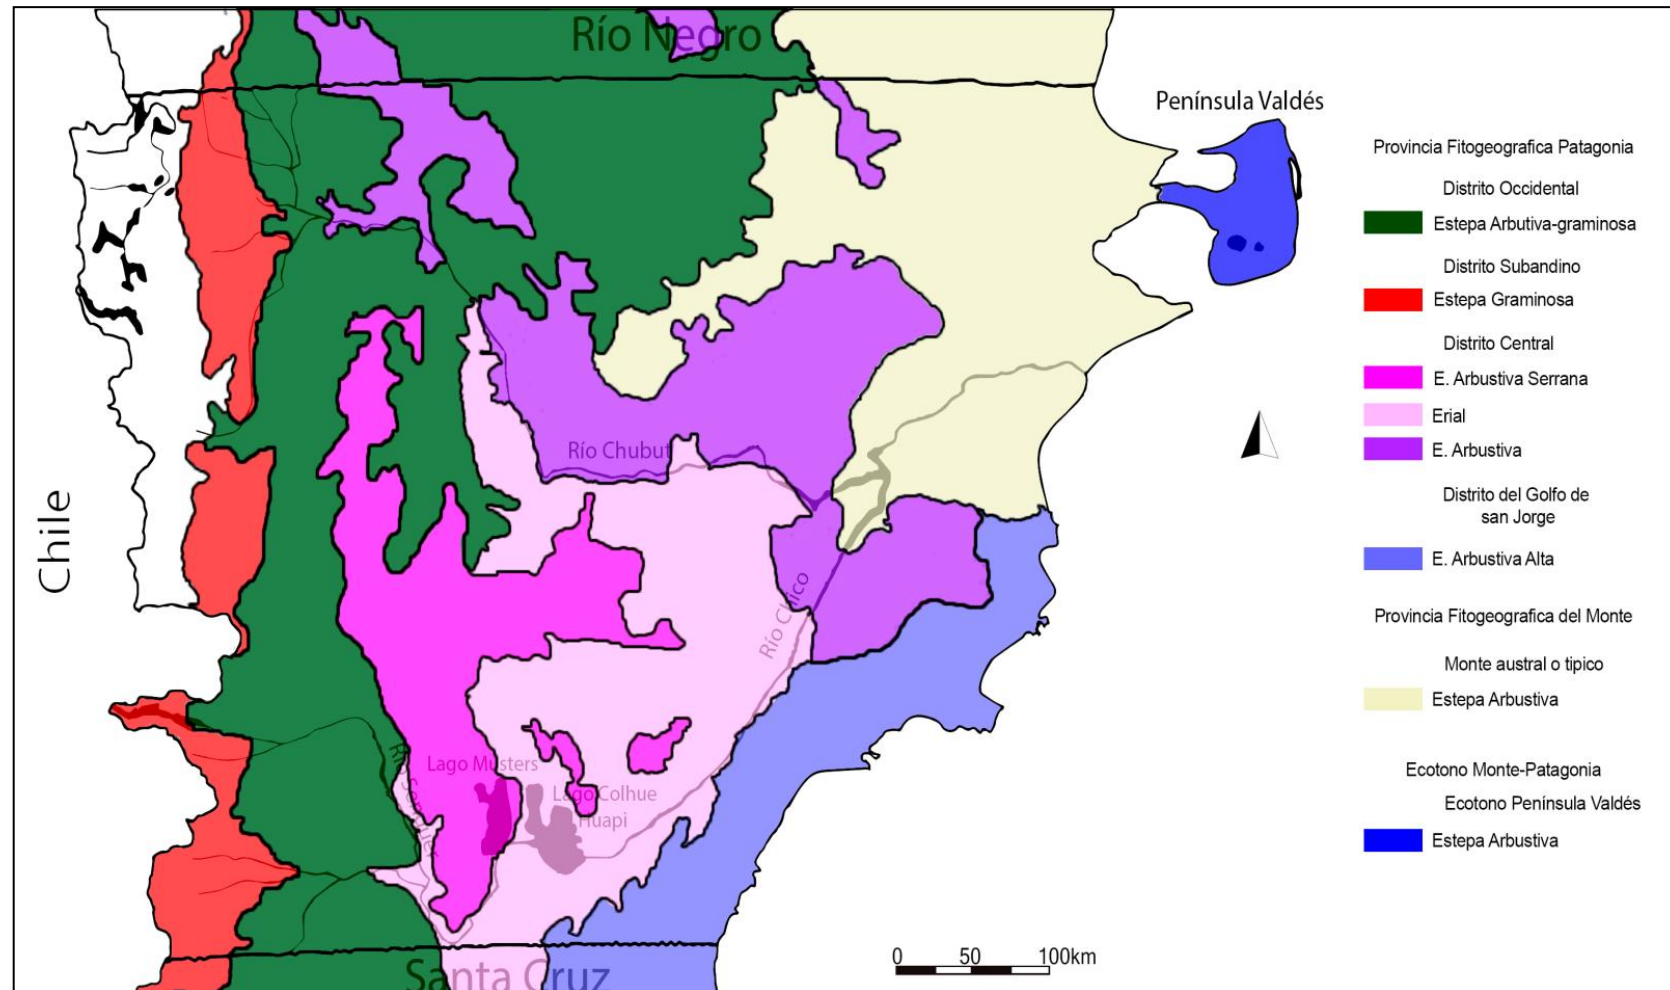 Río Negro
Península Valdés
Río Chubut
Chile
Río Chico
Lago Musters
Lago Colhue
Huapi
Río Senguer
Santa Cruz
0 50 100km
Provincia Fitogeografica Patagonia
Distrito Occidental
Estepa Arbutiva-graminosa
Distrito Subandino
Estepa Graminosa
Distrito Central
E. Arbustiva Serrana
Erial
E. Arbustiva
Distrito del Golfo de
san Jorge
E. Arbustiva Alta
Provincia Fitogeografica del Monte
Monte austral o tipico
Estepa Arbustiva
Ecotono Monte-Patagonia
Ecotono Península Valdés
Estepa Arbustiva